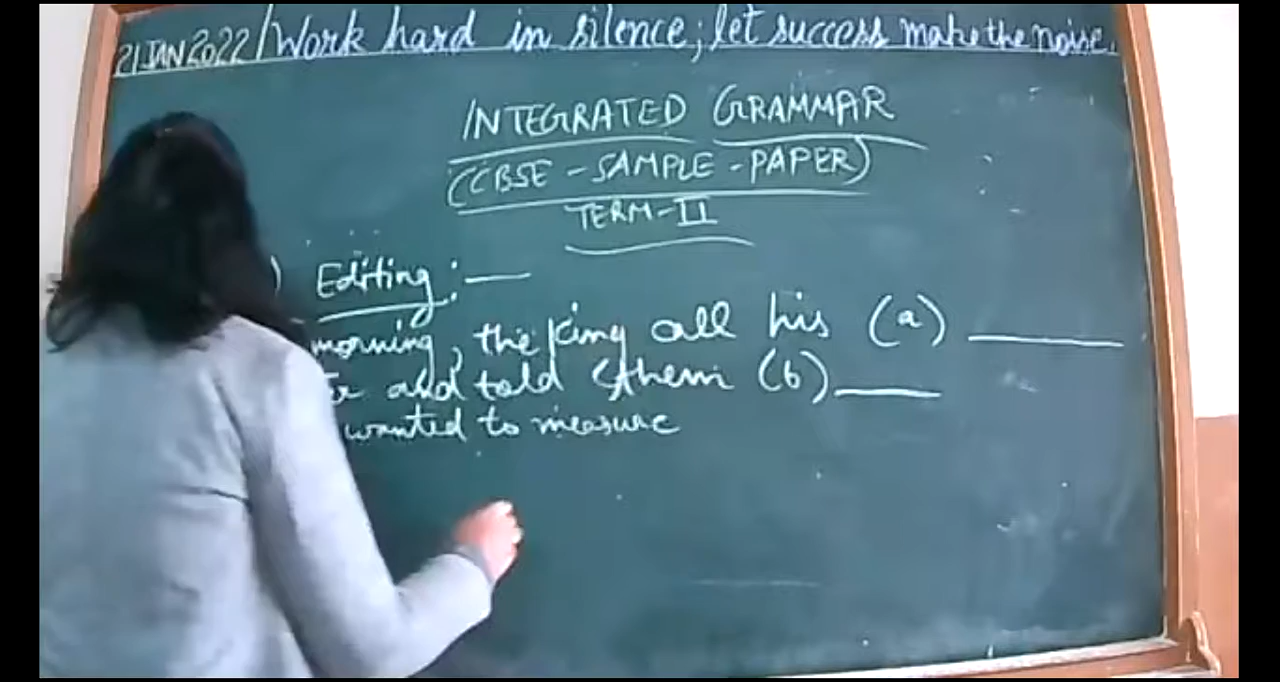 21 JAN 2022/Work hard in silence; let success make the noise.
INTEGRATED GRAMMAR
(CBSE - SAMPLE - PAPER)
TERM-II
) Editing:—
morning, the king all his (a) ______
and told them (b) ____
wanted to measure